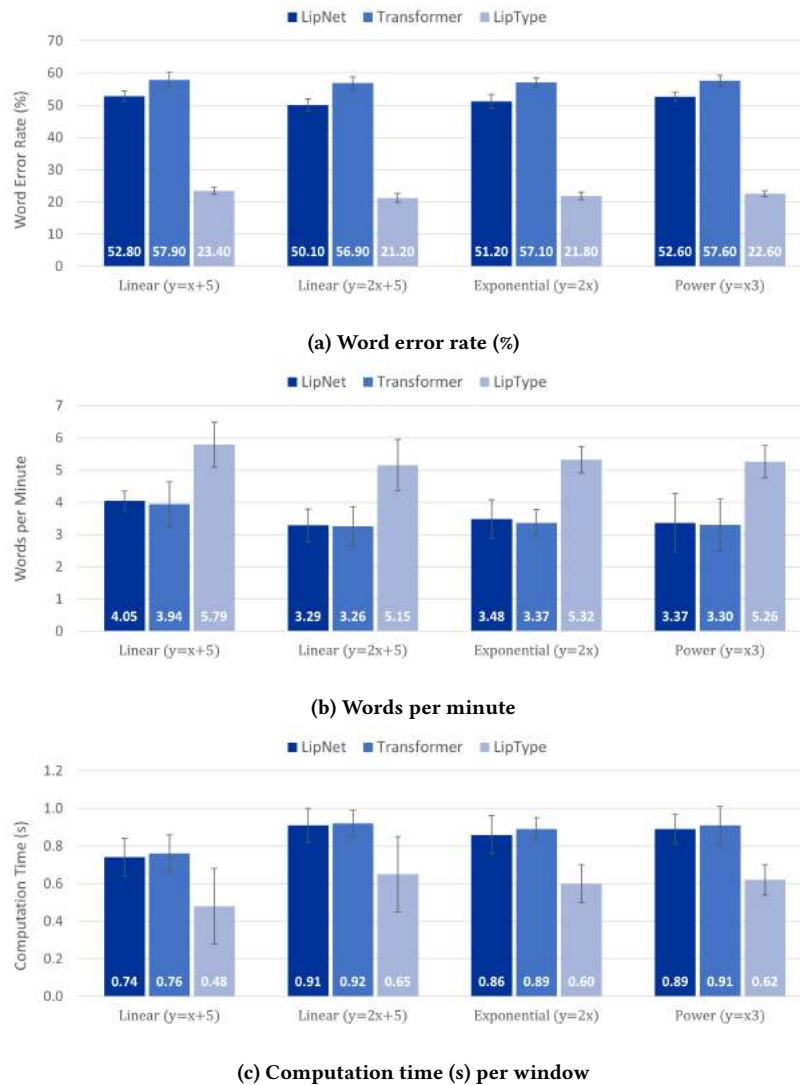 LipNet Transformer LipType
Word Error Rate (%)
70
60
50
40
30
20
10
0
52.80 57.90 23.40 50.10 56.90 21.20 51.20 57.10 21.80 52.60 57.60 22.60
Linear (y=x+5) Linear (y=2x+5) Exponential (y=2x) Power (y=x3)
(a) Word error rate (%)
LipNet Transformer LipType
Words per Minute
7
6
5
4
3
2
1
0
4.05 3.94 5.79 3.29 3.26 5.15 3.48 3.37 5.32 3.37 3.30 5.26
Linear (y=x+5) Linear (y=2x+5) Exponential (y=2x) Power (y=x3)
(b) Words per minute
LipNet Transformer LipType
Computation Time (s)
1.2
1.0
0.8
0.6
0.4
0.2
0.0
0.74 0.76 0.48 0.91 0.92 0.65 0.86 0.89 0.60 0.89 0.91 0.62
Linear (y=x+5) Linear (y=2x+5) Exponential (y=2x) Power (y=x3)
(c) Computation time (s) per window